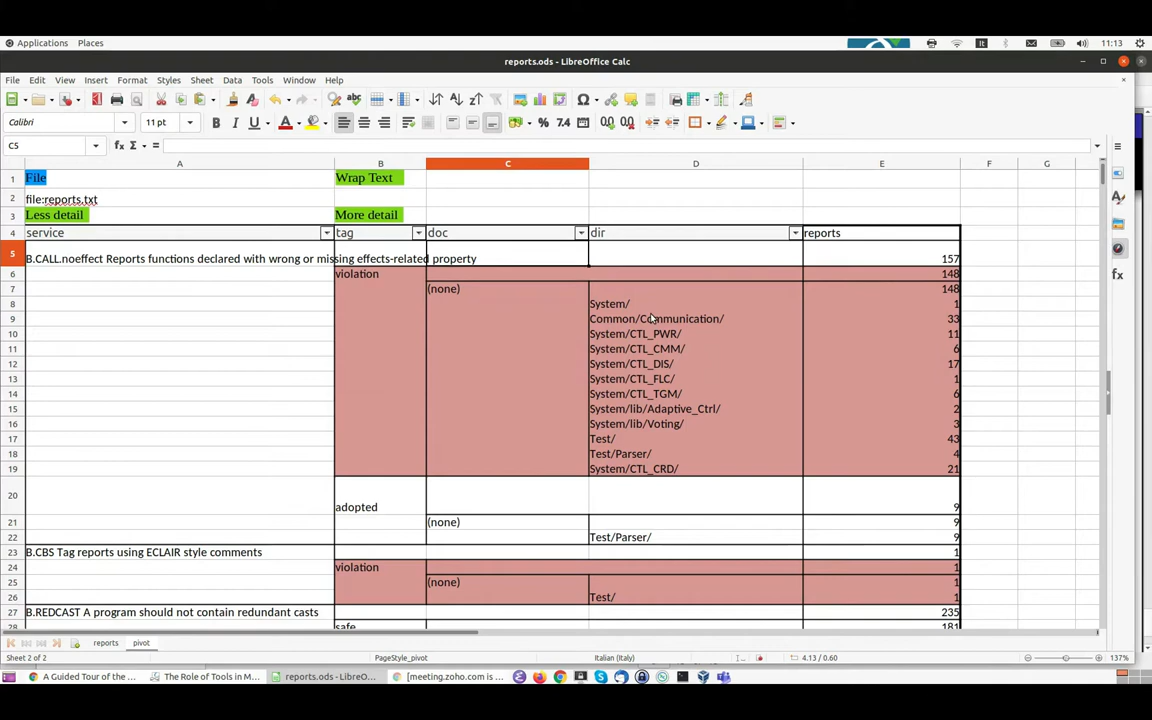 Applications Places It 11:13
reports.ods - LibreOffice Calc
File Edit View Insert Format Styles Sheet Data Tools Window Help
Calibri 11 pt
C5
A B C D E F G
1 File Wrap Text
2 file:reports.txt
3 Less detail More detail
4 service tag doc dir reports
5 B.CALL.noeffect Reports functions declared with wrong or missing effects-related property 157
6 violation 148
7 (none) 148
8 System/ 1
9 Common/Communication/ 33
10 System/CTL_PWR/ 11
11 System/CTL_CMM/ 6
12 System/CTL_DIS/ 17
13 System/CTL_FLC/ 1
14 System/CTL_TGM/ 6
15 System/lib/Adaptive_Ctrl/ 2
16 System/lib/Voting/ 3
17 Test/ 43
18 Test/Parser/ 4
19 System/CTL_CRD/ 21
20 adopted 9
21 (none) 9
22 Test/Parser/ 9
23 B.CBS Tag reports using ECLAIR style comments 1
24 violation 1
25 (none) 1
26 Test/ 1
27 B.REDCAST A program should not contain redundant casts 235
28 safe 181
reports pivot
Sheet 2 of 2 PageStyle_pivot Italian (Italy) 4.13 / 0.60 137%
A Guided Tour of the ... The Role of Tools in M... reports.ods - LibreO... [meeting.zoho.com is ...